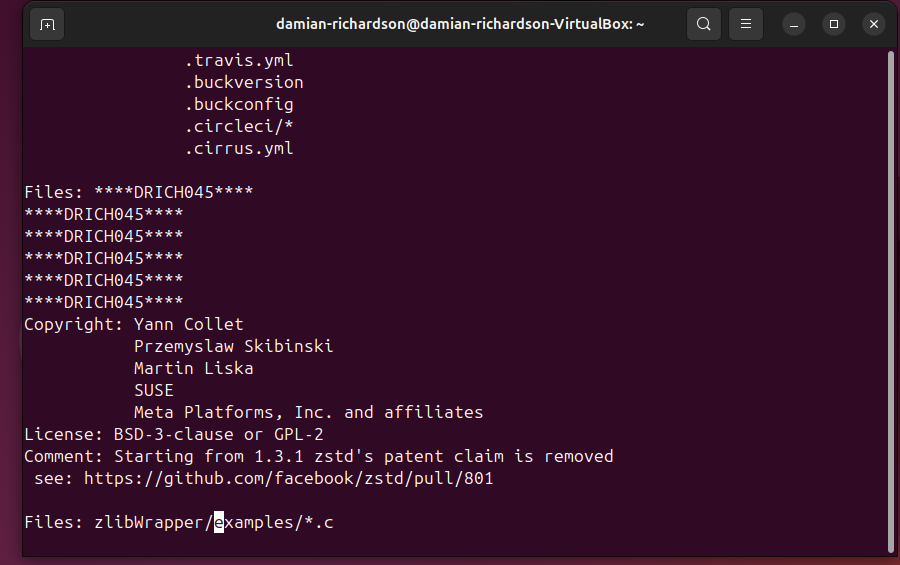 damian-richardson@damian-richardson-VirtualBox: ~
.travis.yml
.buckversion
.buckconfig
.circleci/*
.cirrus.yml
Files: ****DRICH045****
****DRICH045****
****DRICH045****
****DRICH045****
****DRICH045****
****DRICH045****
Copyright: Yann Collet
Przemyslaw Skibinski
Martin Liska
SUSE
Meta Platforms, Inc. and affiliates
License: BSD-3-clause or GPL-2
Comment: Starting from 1.3.1 zstd's patent claim is removed
see: https://github.com/facebook/zstd/pull/801
Files: zlibWrapper/examples/*.c